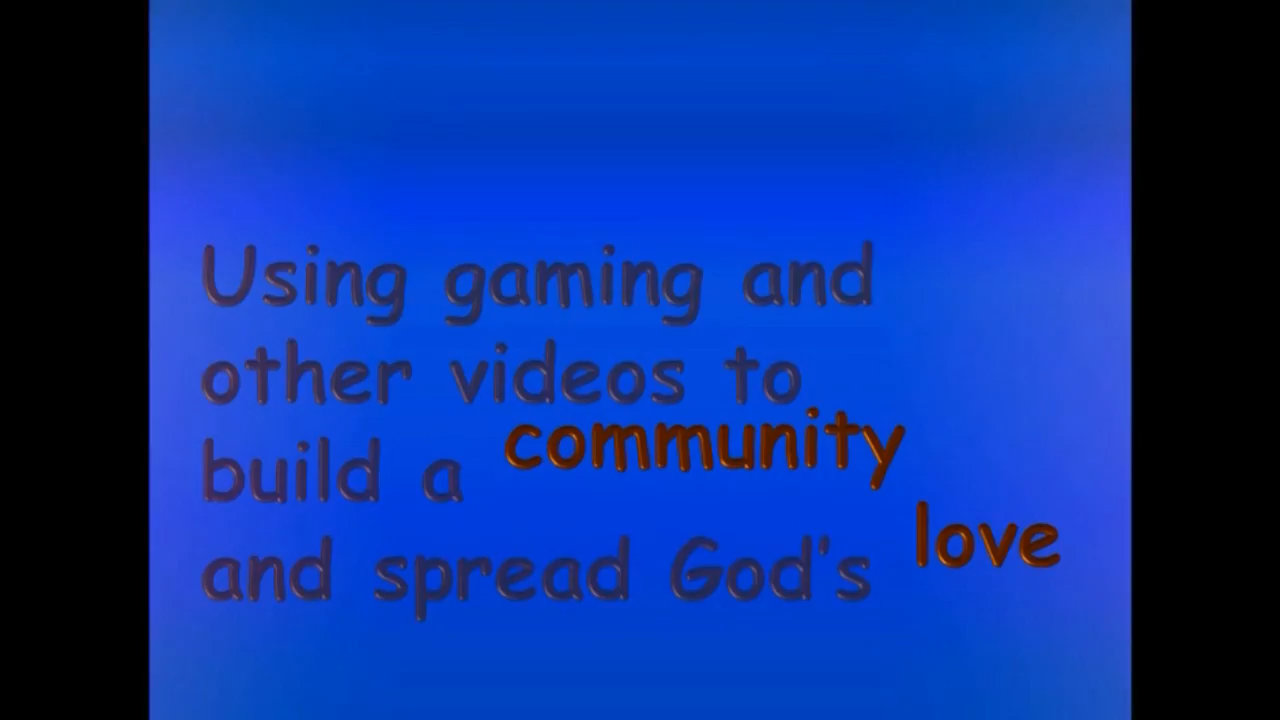 Using gaming and
other videos to
build a community
and spread God's love